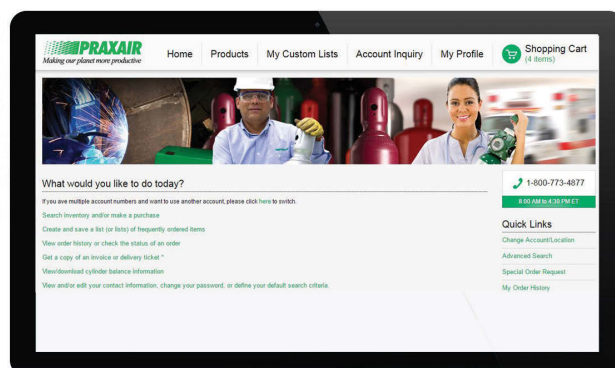 PRAXAIR
Making our planet more productive
Home
Products
My Custom Lists
Account Inquiry
My Profile
Shopping Cart
(4 items)
What would you like to do today?
If you ave multiple account numbers and want to use another account, please click here to switch.
Search Inventory and/or make a purchase
Create and save a list (or lists) of frequently ordered items
View order history or check the status of an order
Get a copy of an invoice or delivery ticket *
View/download cylinder balance information
View and/or edit your contact information, change your password, or define your default search criteria.
1-800-773-4877
8:00 AM to 4:30 PM ET
Quick Links
Change Account/Location
Advanced Search
Special Order Request
My Order History